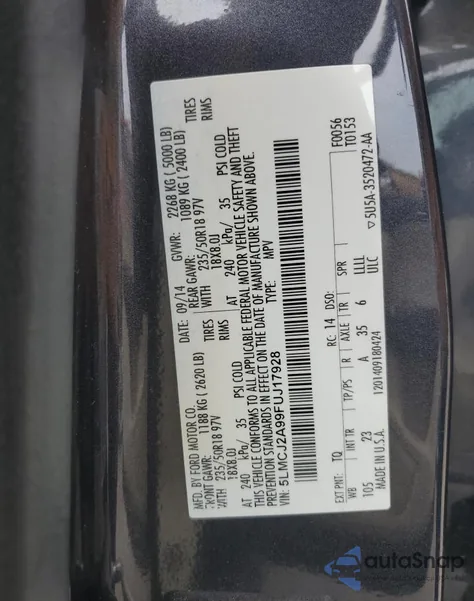 MFD. BY FORD MOTOR CO.
DATE: 09/14 GVWR: 2268 KG ( 5000 LB)
FRONT GAWR: 1188 KG ( 2620 LB) REAR GAWR: 1089 KG ( 2400 LB)
WITH 235/50R18 97V TIRES WITH 235/50R18 97V TIRES
18X8.0J RIMS 18X8.0J RIMS
AT 240 kPa/ 35 PSI COLD AT 240 kPa/ 35 PSI COLD
THIS VEHICLE CONFORMS TO ALL APPLICABLE FEDERAL MOTOR VEHICLE SAFETY AND THEFT
PREVENTION STANDARDS IN EFFECT ON THE DATE OF MANUFACTURE SHOWN ABOVE.
VIN: 5LMCJ2A99FUJ17928 TYPE: MPV
F0056
T0153
EXT PNT: TQ RC: 14 DSO:
WB INT TR TP/PS R AXLE TR SPR
105 23 A 35 6 LLLL
MADE IN U.S.A. 1201409180424 ULC
▽5U5A-3520472-AA
autoSnap